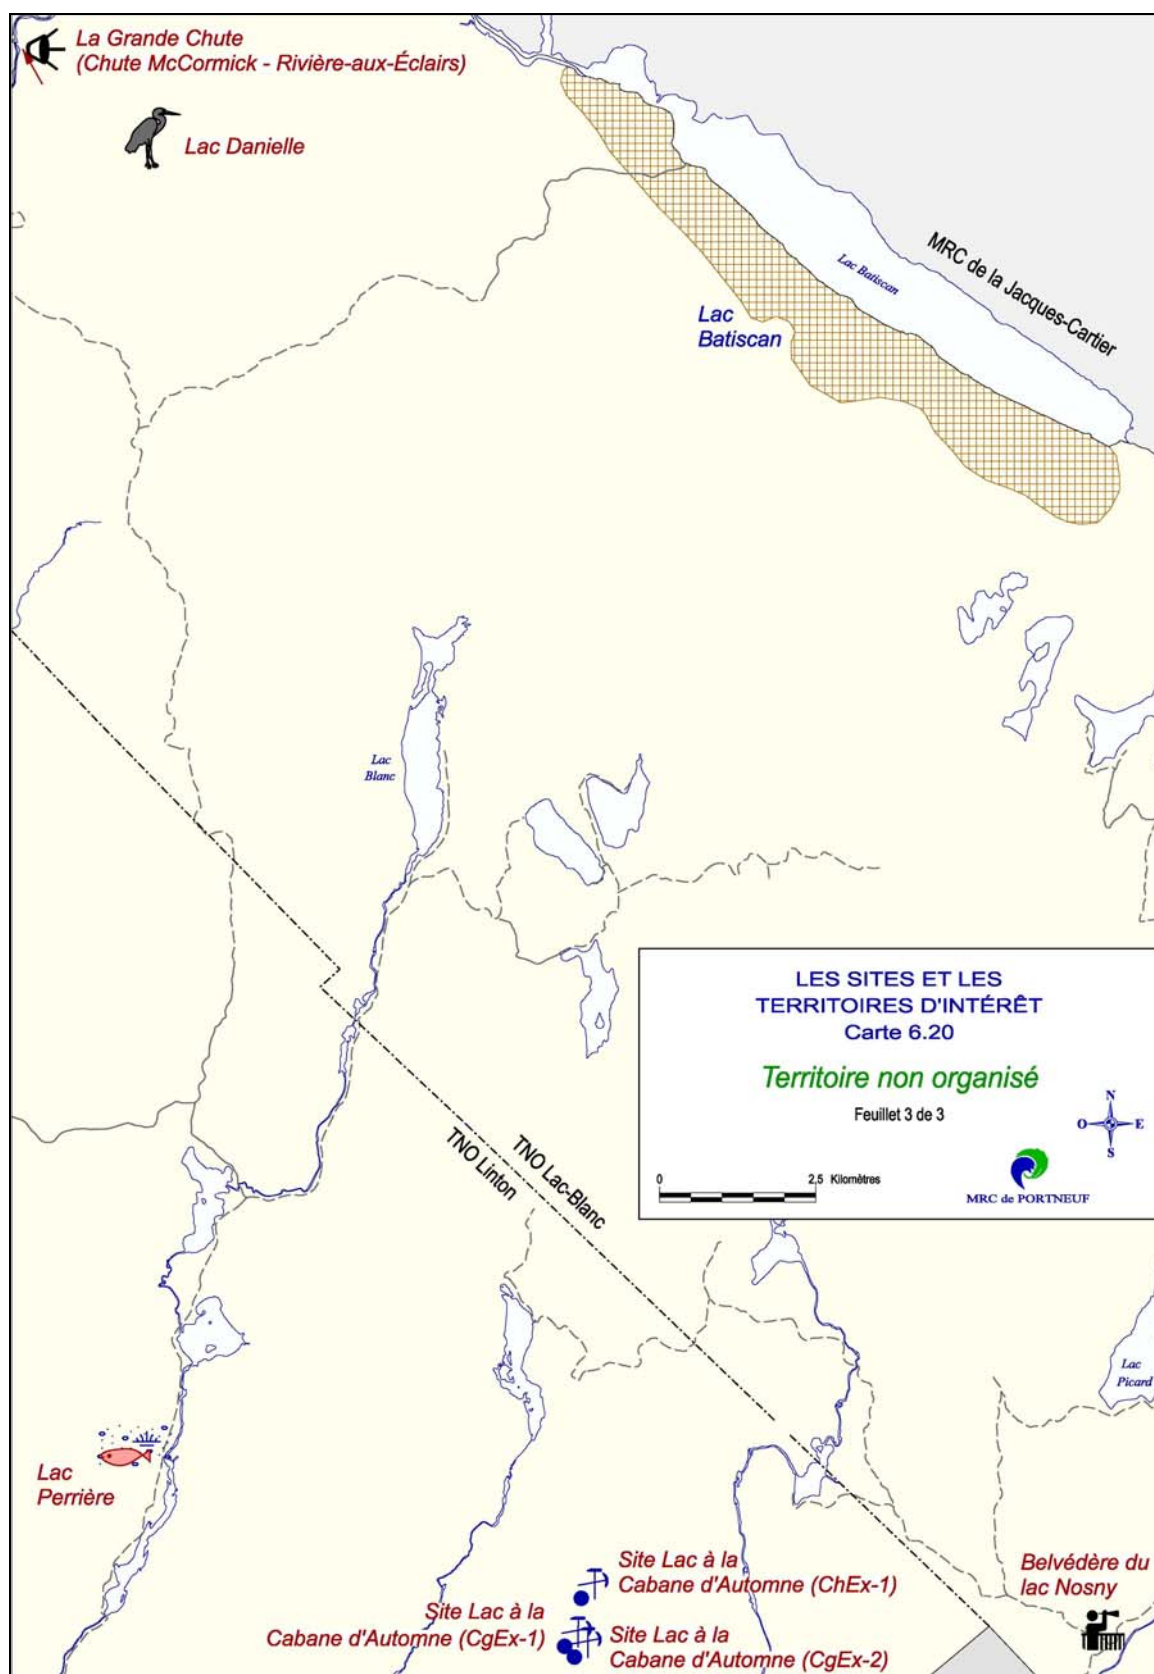 La Grande Chute
(Chute McCormick - Rivière-aux-Éclairs)
Lac Danielle
MRC de la Jacques-Cartier
Lac Batiscan
Lac
Batiscan
Lac
Blanc
LES SITES ET LES
TERRITOIRES D'INTÉRÊT
Carte 6.20
Territoire non organisé
Feuillet 3 de 3
N
O
E
S
0
2,5 Kilomètres
MRC de PORTNEUF
TNO Lac-Blanc
TNO Linton
Lac
Picard
Lac
Perrière
Site Lac à la
Cabane d'Automne (ChEx-1)
Site Lac à la
Cabane d'Automne (CgEx-1)
Site Lac à la
Cabane d'Automne (CgEx-2)
Belvédère du
lac Nosny